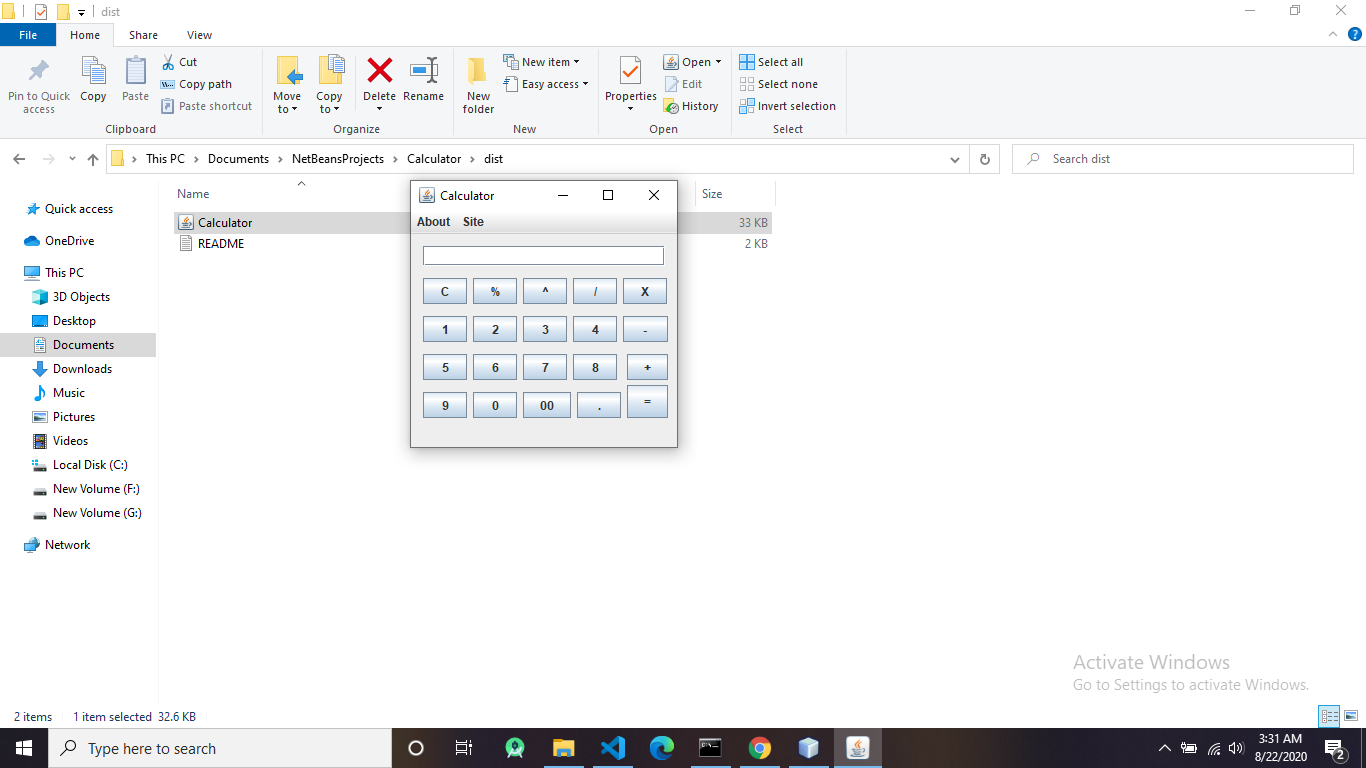 dist
File Home Share View
Pin to Quick access
Copy
Paste
Cut
Copy path
Paste shortcut
Clipboard
Move to
Copy to
Delete
Rename
Organize
New folder
New item
Easy access
New
Properties
Open
Edit
History
Open
Select all
Select none
Invert selection
Select
This PC > Documents > NetBeansProjects > Calculator > dist
Search dist
Quick access
OneDrive
This PC
3D Objects
Desktop
Documents
Downloads
Music
Pictures
Videos
Local Disk (C:)
New Volume (F:)
New Volume (G:)
Network
Name Size
Calculator 33 KB
README 2 KB
Calculator
About Site
C % ^ / X
1 2 3 4 -
5 6 7 8 +
9 0 00 . =
Activate Windows
Go to Settings to activate Windows.
2 items 1 item selected 32.6 KB
Type here to search
3:31 AM
8/22/2020
2